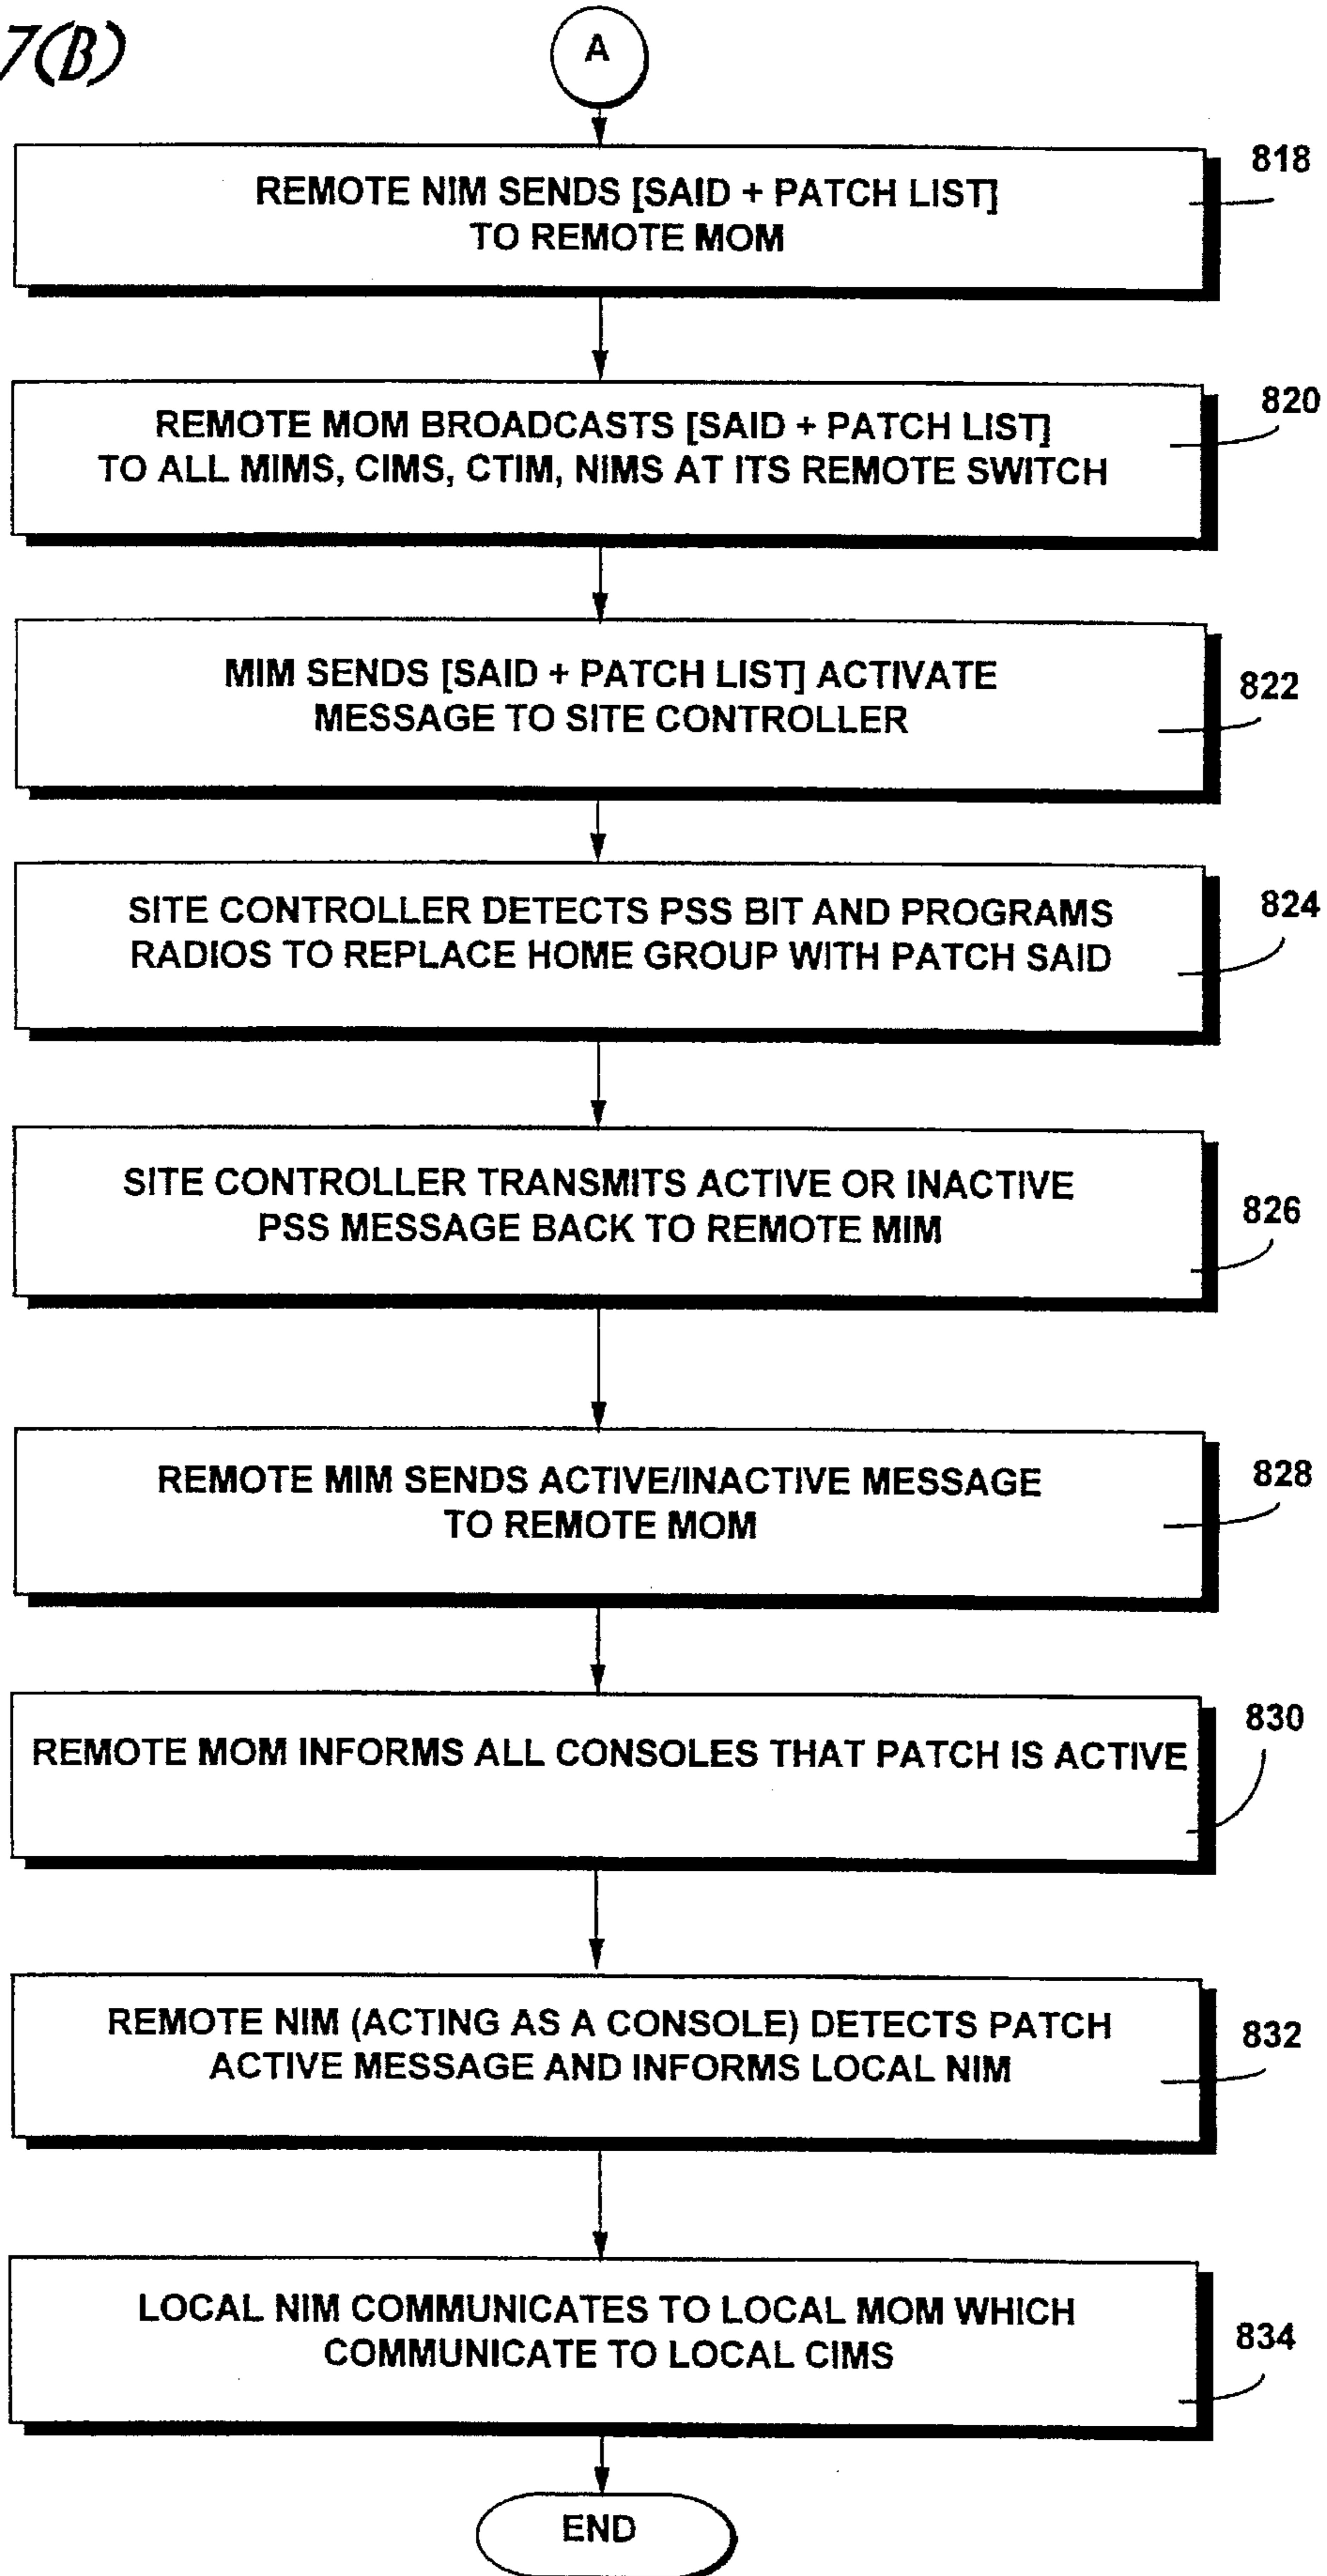 7(B)
A
REMOTE NIM SENDS [SAID + PATCH LIST]
TO REMOTE MOM
818
REMOTE MOM BROADCASTS [SAID + PATCH LIST]
TO ALL MIMS, CIMS, CTIM, NIMS AT ITS REMOTE SWITCH
820
MIM SENDS [SAID + PATCH LIST] ACTIVATE
MESSAGE TO SITE CONTROLLER
822
SITE CONTROLLER DETECTS PSS BIT AND PROGRAMS
RADIOS TO REPLACE HOME GROUP WITH PATCH SAID
824
SITE CONTROLLER TRANSMITS ACTIVE OR INACTIVE
PSS MESSAGE BACK TO REMOTE MIM
826
REMOTE MIM SENDS ACTIVE/INACTIVE MESSAGE
TO REMOTE MOM
828
REMOTE MOM INFORMS ALL CONSOLES THAT PATCH IS ACTIVE
830
REMOTE NIM (ACTING AS A CONSOLE) DETECTS PATCH
ACTIVE MESSAGE AND INFORMS LOCAL NIM
832
LOCAL NIM COMMUNICATES TO LOCAL MOM WHICH
COMMUNICATE TO LOCAL CIMS
834
END